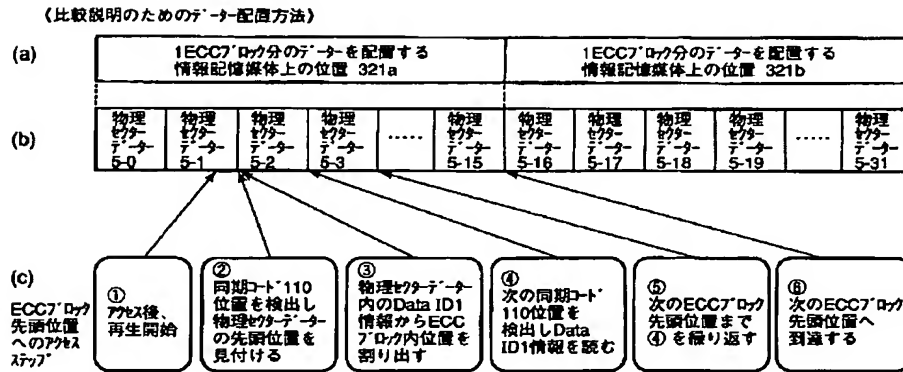 《比較説明のためのﾃﾞｰﾀｰ配置方法》
(a)
1ECCﾌﾞﾛｯｸ分のﾃﾞｰﾀｰを配置する
情報記憶媒体上の位置 321a
1ECCﾌﾞﾛｯｸ分のﾃﾞｰﾀｰを配置する
情報記憶媒体上の位置 321b
(b)
物理
ｾｸﾀｰ
ﾃﾞｰﾀｰ
5-0
物理
ｾｸﾀｰ
ﾃﾞｰﾀｰ
5-1
物理
ｾｸﾀｰ
ﾃﾞｰﾀｰ
5-2
物理
ｾｸﾀｰ
ﾃﾞｰﾀｰ
5-3
.....
物理
ｾｸﾀｰ
ﾃﾞｰﾀｰ
5-15
物理
ｾｸﾀｰ
ﾃﾞｰﾀｰ
5-16
物理
ｾｸﾀｰ
ﾃﾞｰﾀｰ
5-17
物理
ｾｸﾀｰ
ﾃﾞｰﾀｰ
5-18
物理
ｾｸﾀｰ
ﾃﾞｰﾀｰ
5-19
.....
物理
ｾｸﾀｰ
ﾃﾞｰﾀｰ
5-31
(c)
ECCﾌﾞﾛｯｸ
先頭位置
へのｱｸｾｽ
ｽﾃｯﾌﾟ
①
ｱｸｾｽ後、
再生開始
②
同期ｺｰﾄﾞ110
位置を検出し
物理ｾｸﾀｰﾃﾞｰﾀｰ
の先頭位置を
見付ける
③
物理ｾｸﾀｰﾃﾞｰﾀｰ
内のData ID1
情報からECC
ﾌﾞﾛｯｸ内位置を
割り出す
④
次の同期ｺｰﾄﾞ
110位置を
検出しData
ID1情報を読む
⑤
次のECCﾌﾞﾛｯｸ
先頭位置まで
④を繰り返す
⑥
次のECCﾌﾞﾛｯｸ
先頭位置へ
到達する